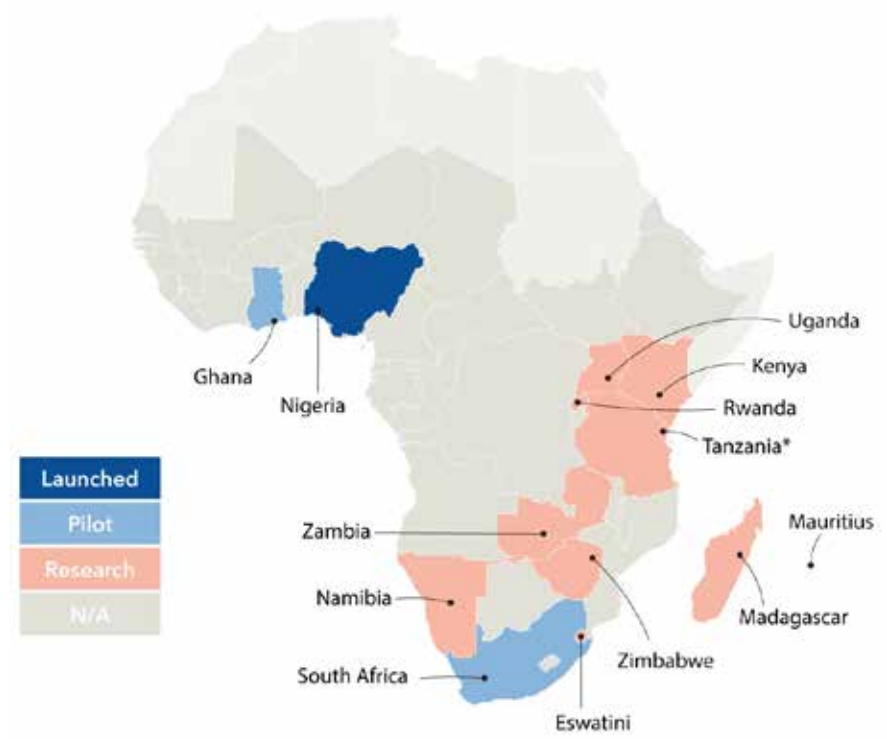 Uganda
Kenya
Ghana
Rwanda
Nigeria
Tanzania*
Launched
Pilot
Research
N/A
Zambia
Mauritius
Namibia
Madagascar
Zimbabwe
South Africa
Eswatini